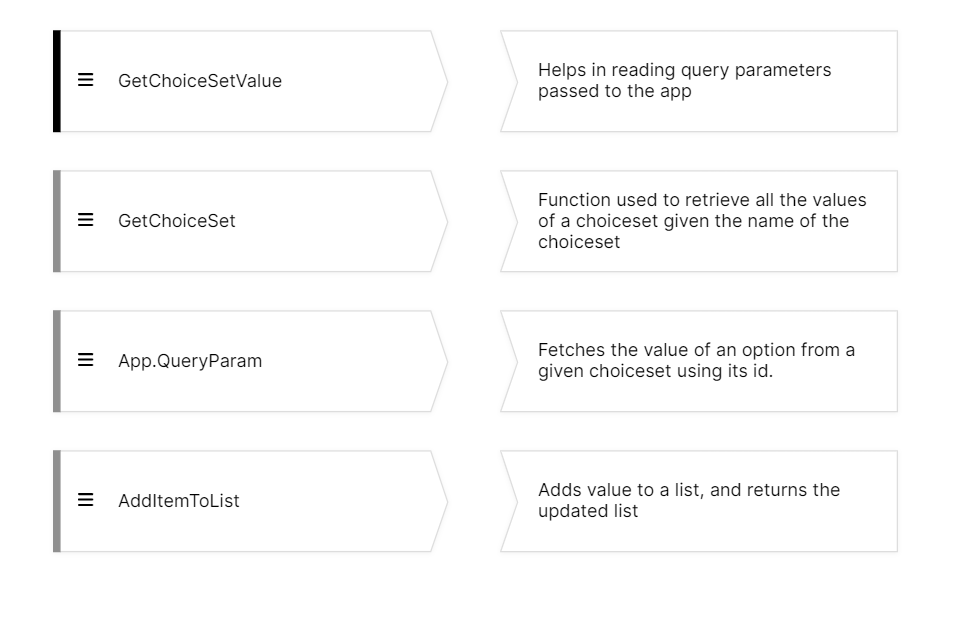 GetChoiceSetValue
Helps in reading query parameters
passed to the app
GetChoiceSet
Function used to retrieve all the values
of a choiceset given the name of the
choiceset
App.QueryParam
Fetches the value of an option from a
given choiceset using its id.
AddItemToList
Adds value to a list, and returns the
updated list